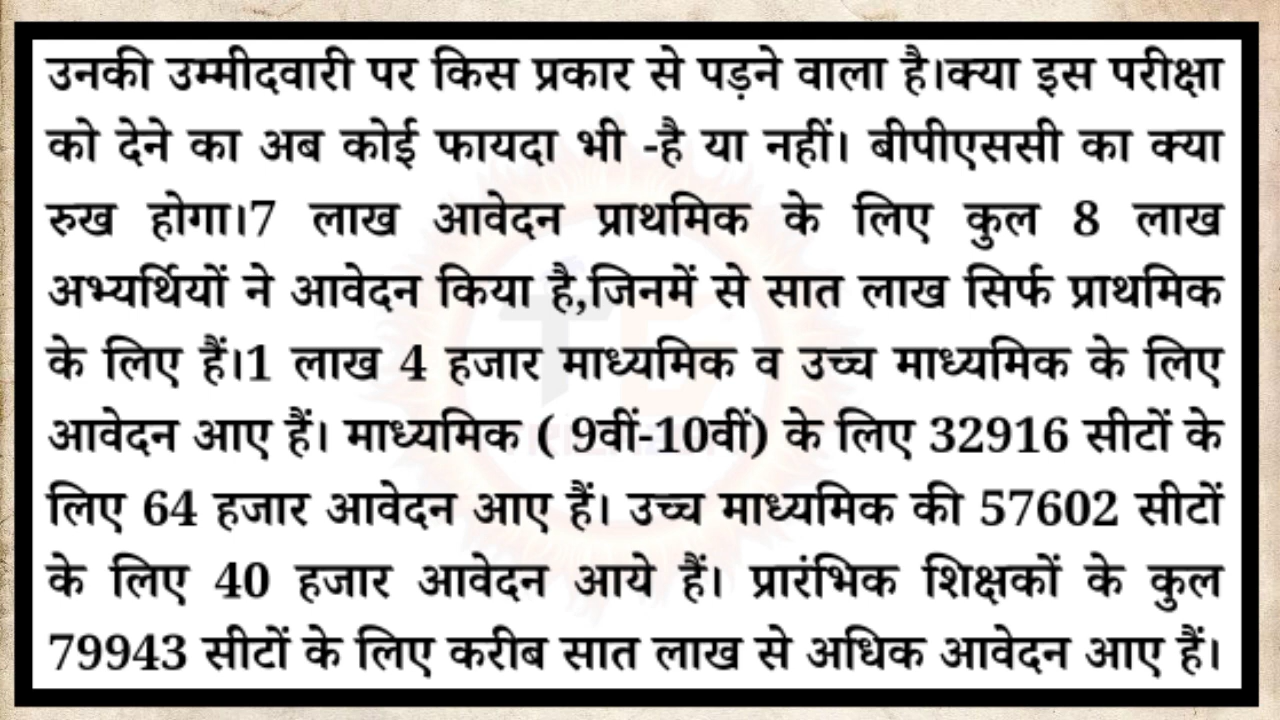 उनकी उम्मीदवारी पर किस प्रकार से पड़ने वाला है।क्या इस परीक्षा
को देने का अब कोई फायदा भी -है या नहीं। बीपीएससी का क्या
रुख होगा।7 लाख आवेदन प्राथमिक के लिए कुल 8 लाख
अभ्यर्थियों ने आवेदन किया है,जिनमें से सात लाख सिर्फ प्राथमिक
के लिए हैं।1 लाख 4 हजार माध्यमिक व उच्च माध्यमिक के लिए
आवेदन आए हैं। माध्यमिक ( 9वीं-10वीं) के लिए 32916 सीटों के
लिए 64 हजार आवेदन आए हैं। उच्च माध्यमिक की 57602 सीटों
के लिए 40 हजार आवेदन आये हैं। प्रारंभिक शिक्षकों के कुल
79943 सीटों के लिए करीब सात लाख से अधिक आवेदन आए हैं।